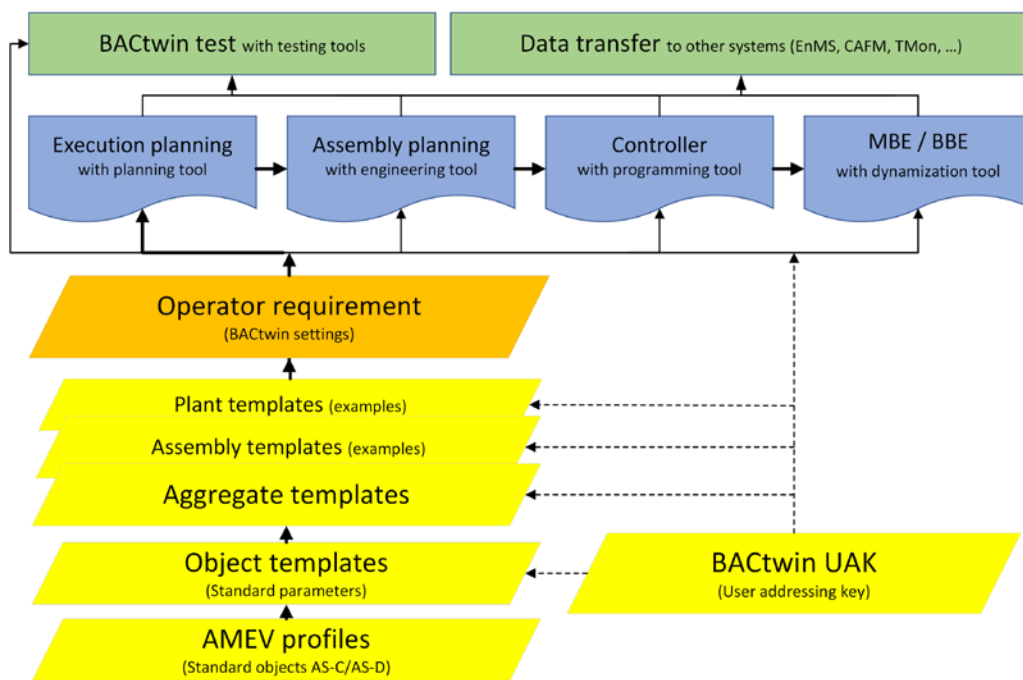 BACtwin test with testing tools
Data transfer to other systems (EnMS, CAFM, TMon, ...)
Execution planning
with planning tool
Assembly planning
with engineering tool
Controller
with programming tool
MBE / BBE
with dynamization tool
Operator requirement
(BACtwin settings)
Plant templates (examples)
Assembly templates (examples)
Aggregate templates
Object templates
(Standard parameters)
BACtwin UAK
(User addressing key)
AMEV profiles
(Standard objects AS-C/AS-D)